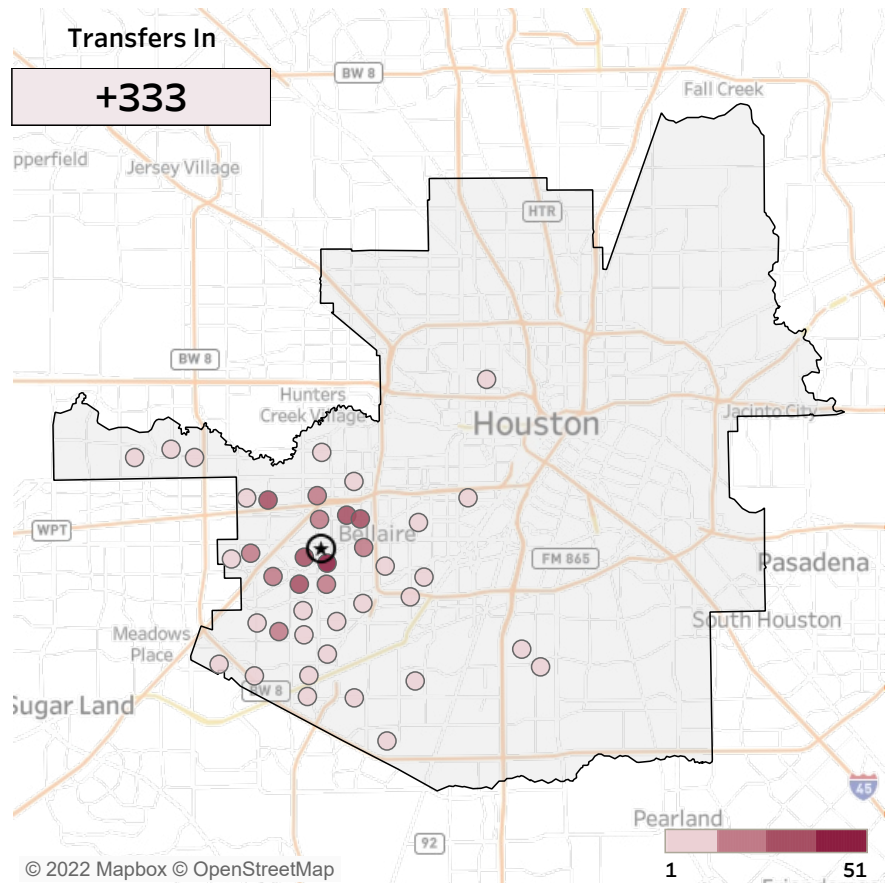 Transfers In
+333
BW 8
Fall Creek
pperfield
Jersey Village
HTR
BW 8
Hunters
Creek Village
Jacinto City
Houston
WPT
Bellaire
FM 865
Pasadena
South Houston
Meadows
Place
BW 8
Sugar Land
45
Pearland
92
1 51
© 2022 Mapbox © OpenStreetMap